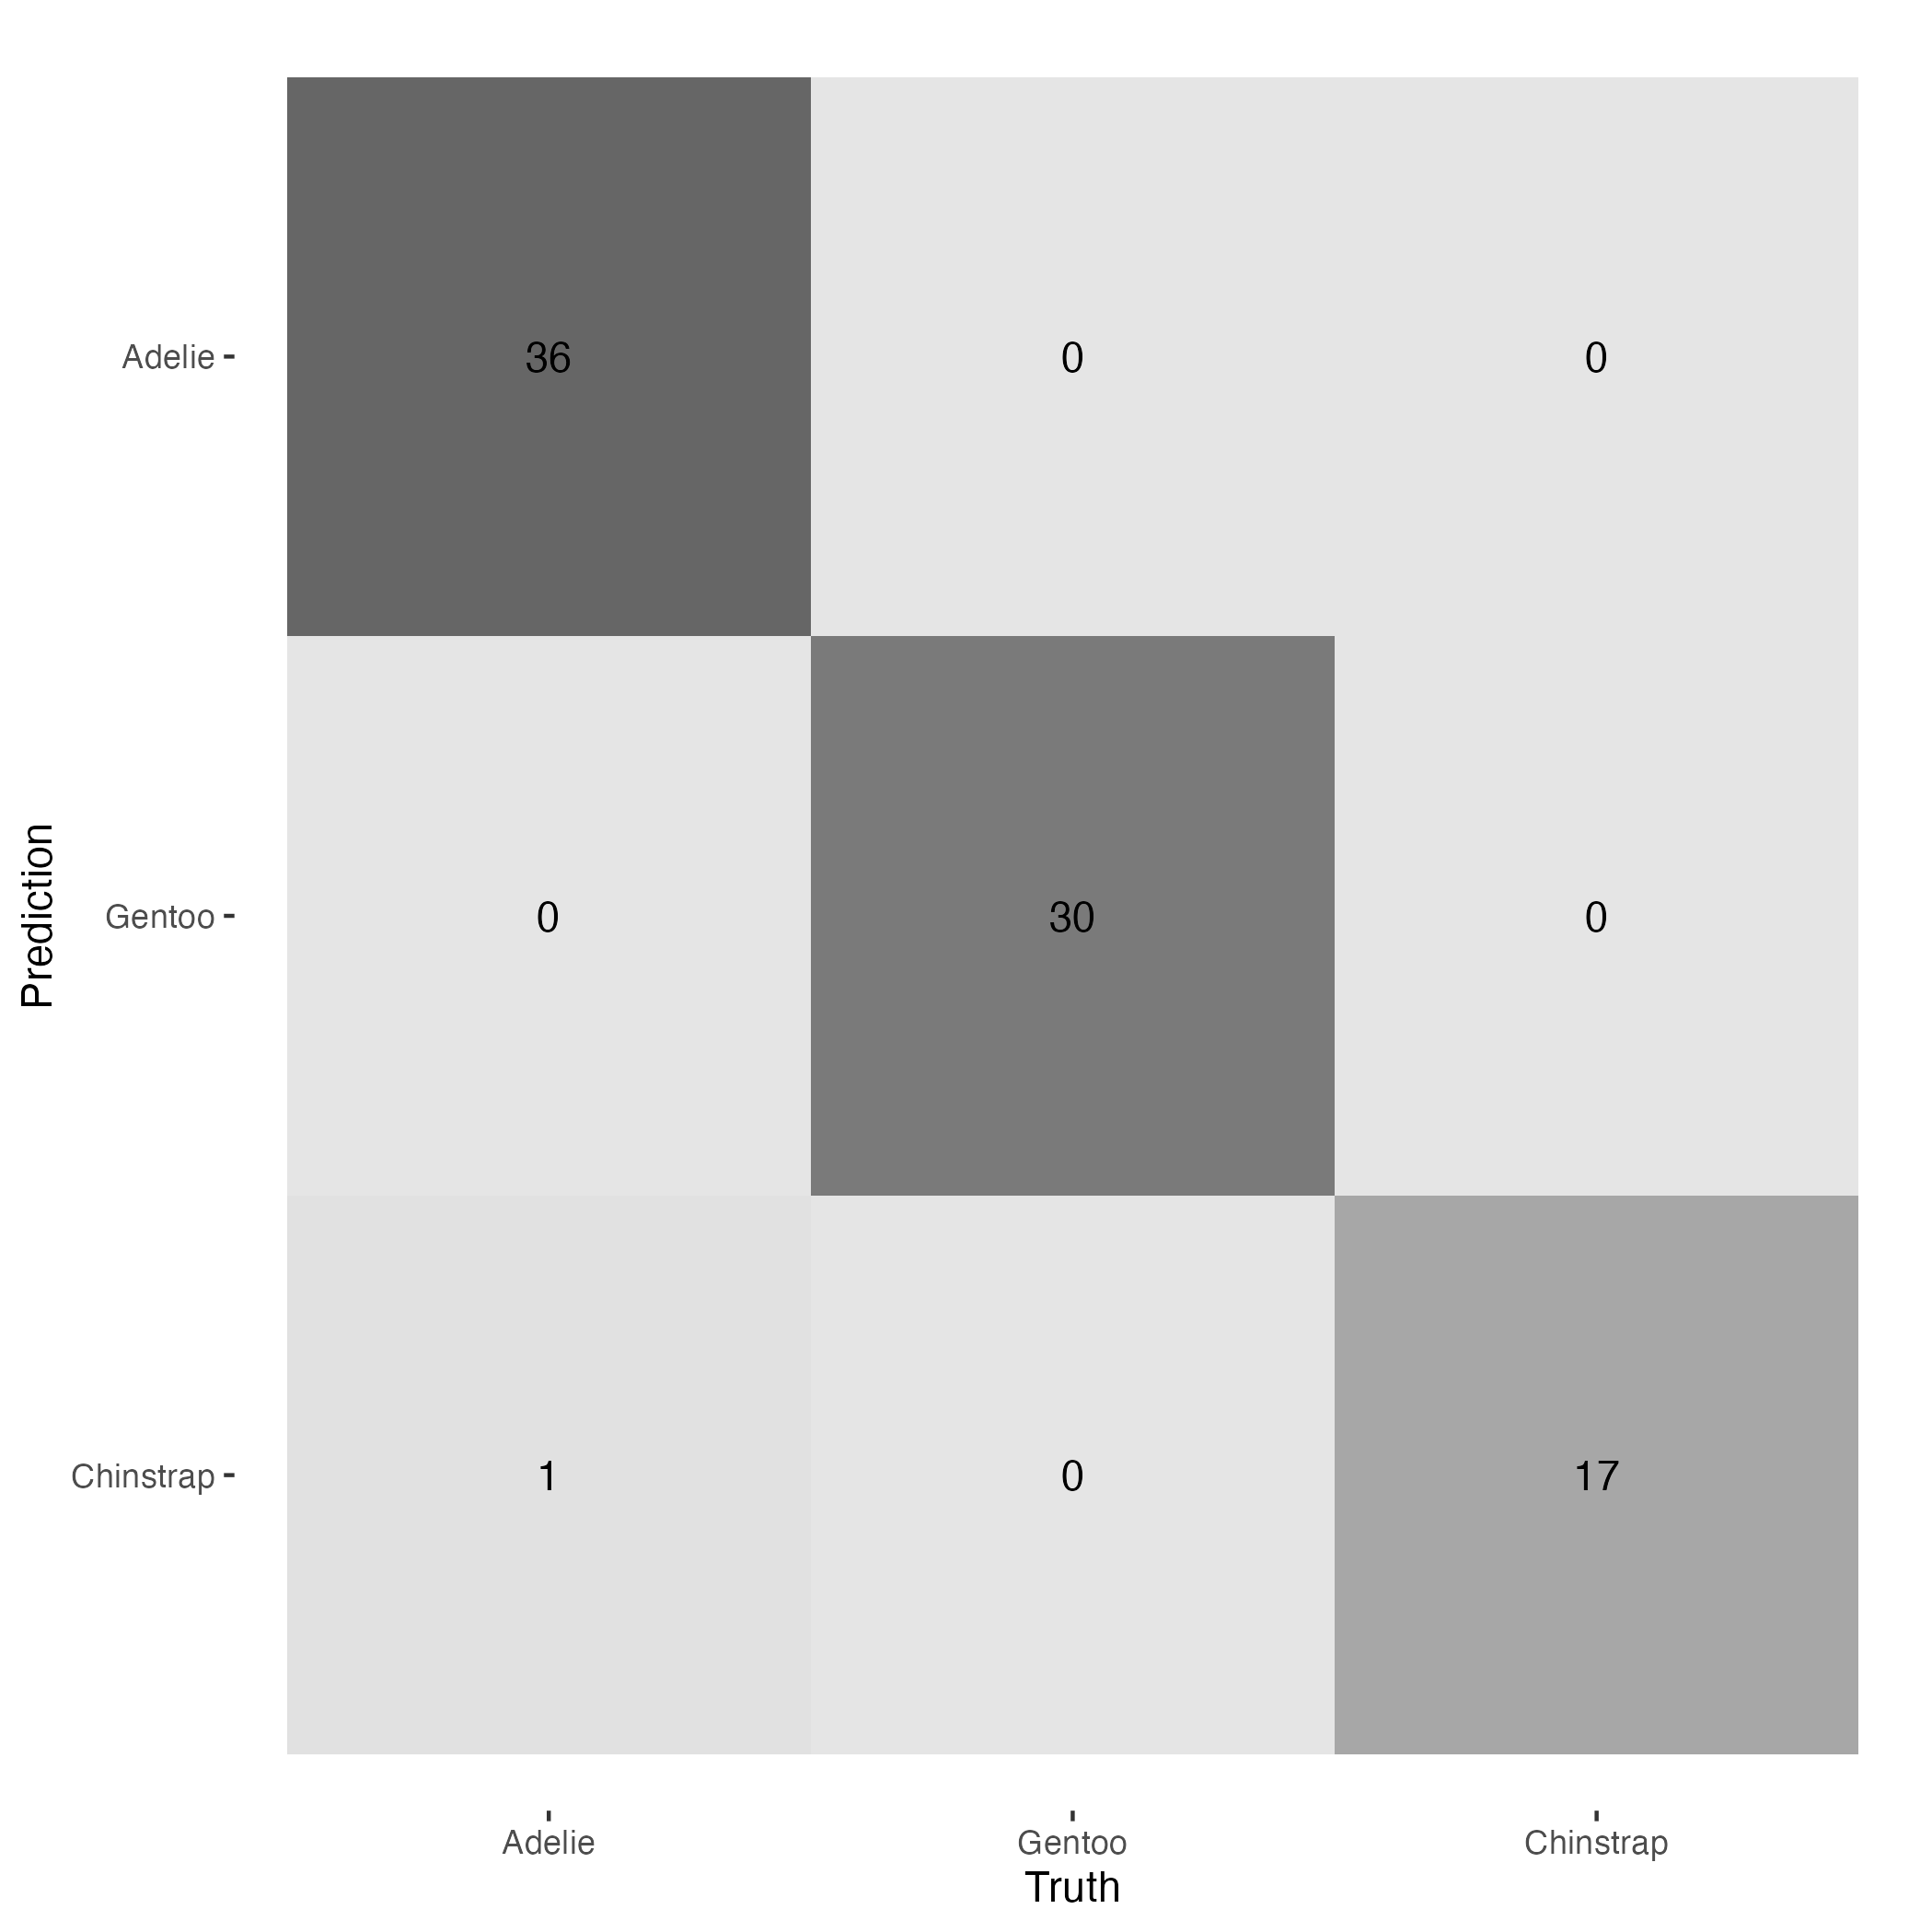 Prediction
Adelie
36 0 0
Gentoo
0 30 0
Chinstrap
1 0 17
Adelie Gentoo Chinstrap
Truth